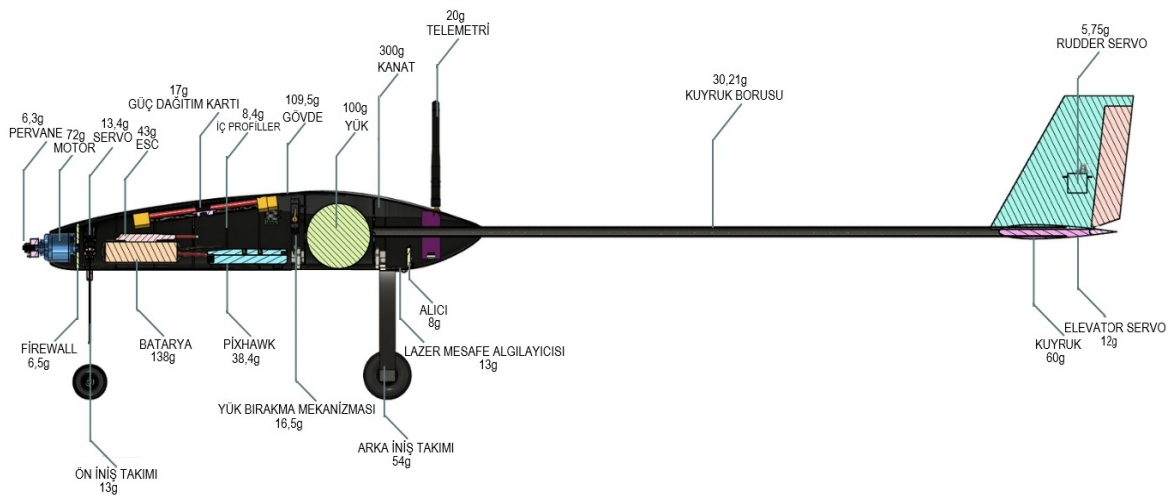 20g
TELEMETRİ
5,75g
RUDDER SERVO
300g
KANAT
30,21g
KUYRUK BORUSU
17g
GÜÇ DAĞITIM KARTI
109,5g
GÖVDE
100g
YÜK
8,4g
İÇ PROFİLLER
6,3g
PERVANE
72g
MOTOR
13,4g
SERVO
43g
ESC
FİREWALL
6,5g
BATARYA
138g
PİXHAWK
38,4g
ALICI
8g
LAZER MESAFE ALGILAYICISI
13g
ELEVATOR SERVO
12g
KUYRUK
60g
YÜK BIRAKMA MEKANİZMASI
16,5g
ARKA İNİŞ TAKIMI
54g
ÖN İNİŞ TAKIMI
13g